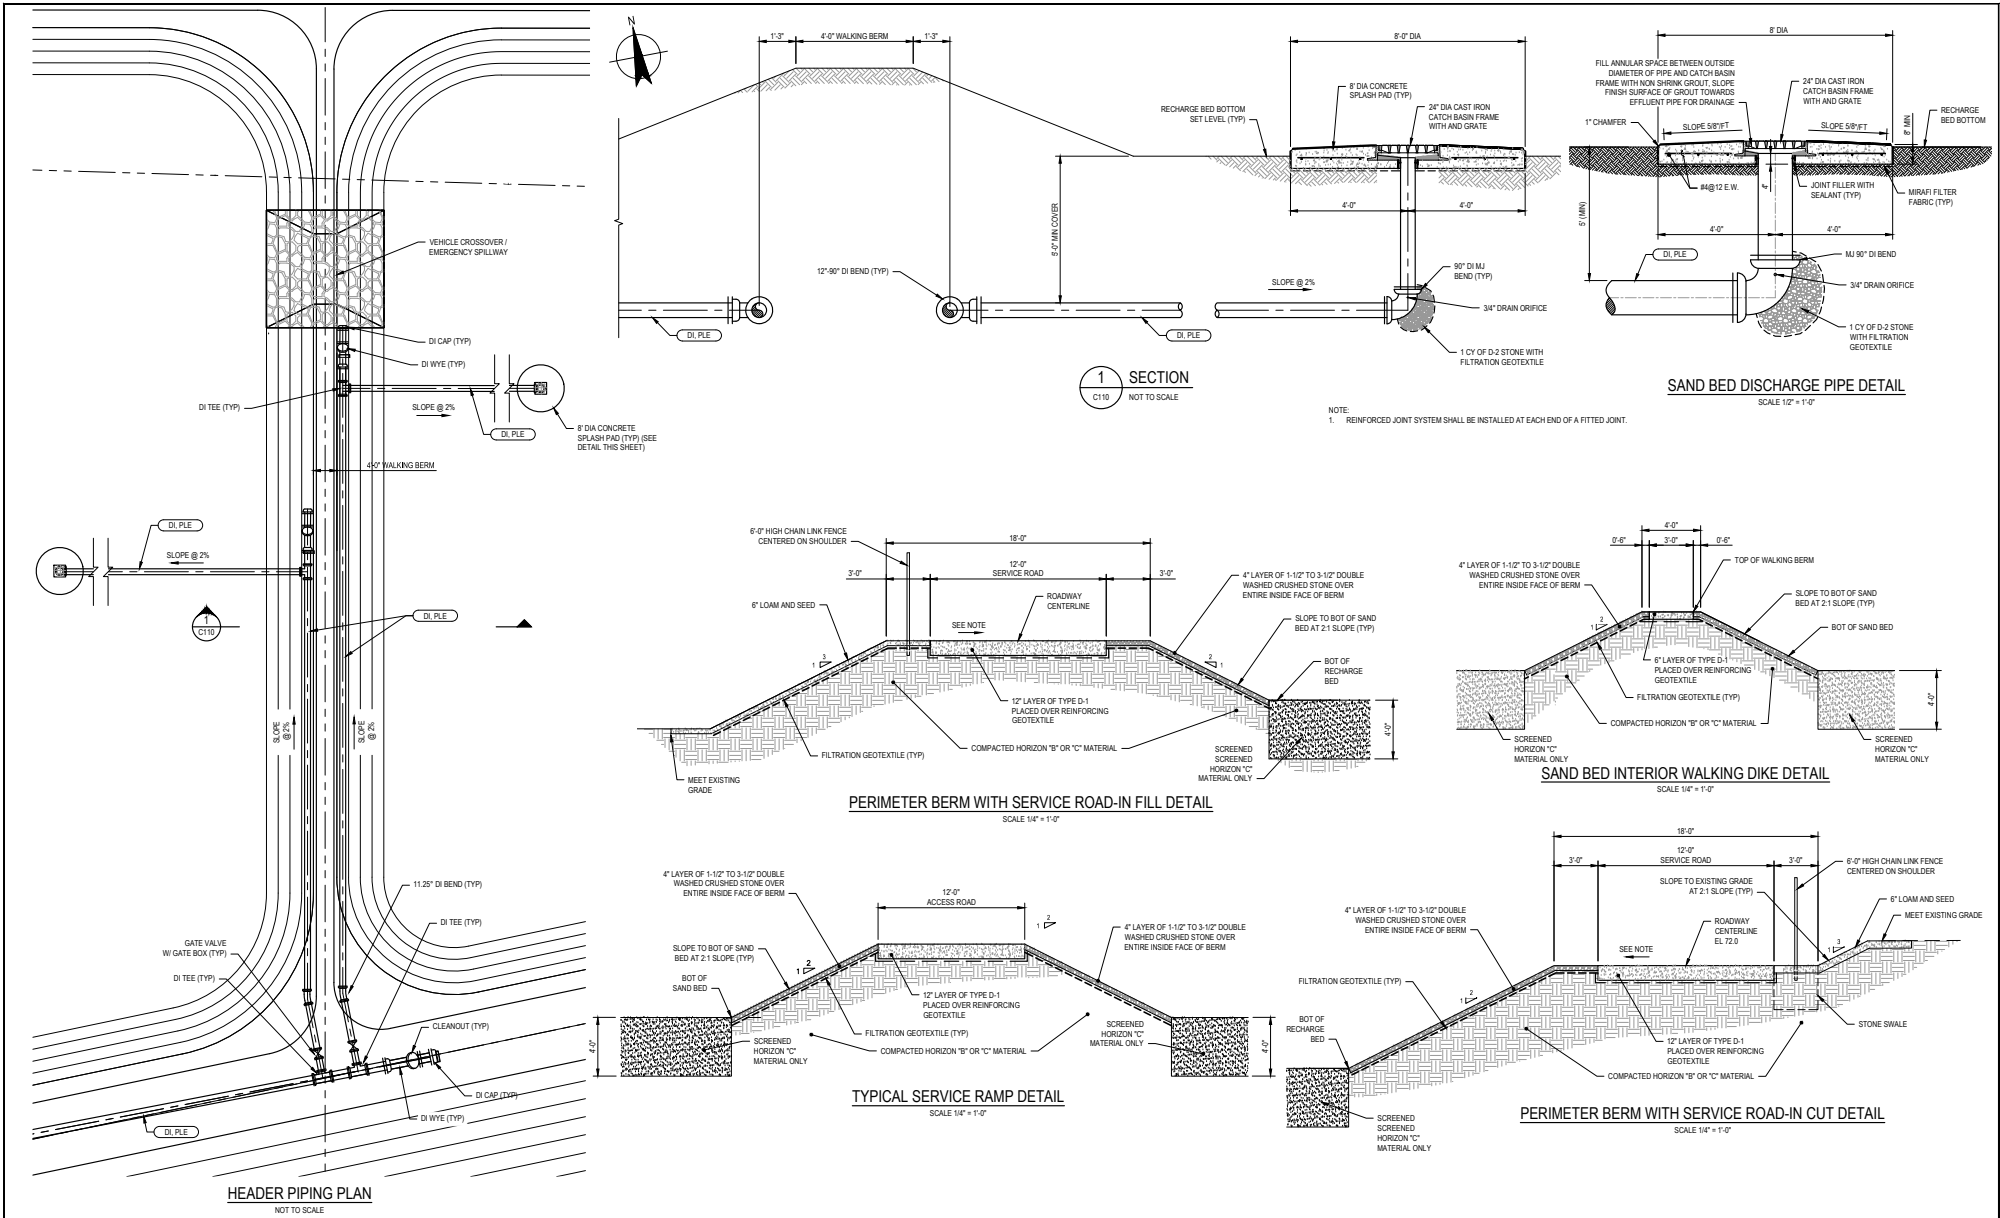 VEHICLE CROSSOVER /
EMERGENCY SPILLWAY
DI CAP (TYP)
DI WYE (TYP)
DI TEE (TYP)
SLOPE @ 2%
DI, PLE
8' DIA CONCRETE
SPLASH PAD (TYP) (SEE
DETAIL THIS SHEET)
4'-0" WALKING BERM
DI, PLE
SLOPE @ 2%
1
C110
DI, PLE
SLOPE
@ 2%
SLOPE
@ 2%
11.25° DI BEND (TYP)
DI TEE (TYP)
GATE VALVE
W/ GATE BOX (TYP)
DI TEE (TYP)
CLEANOUT (TYP)
DI CAP (TYP)
DI WYE (TYP)
DI, PLE
HEADER PIPING PLAN
NOT TO SCALE
N
1'-3"
4'-0" WALKING BERM
1'-3"
8'-0" DIA
8' DIA CONCRETE
SPLASH PAD (TYP)
24" DIA CAST IRON
CATCH BASIN FRAME
WITH AND GRATE
RECHARGE BED BOTTOM
SET LEVEL (TYP)
4'-0"
4'-0"
5'-0" MIN COVER
12"-90° DI BEND (TYP)
SLOPE @ 2%
90° DI MJ
BEND (TYP)
3/4" DRAIN ORIFICE
DI, PLE
DI, PLE
1 CY OF D-2 STONE WITH
FILTRATION GEOTEXTILE
1
C110
SECTION
NOT TO SCALE
NOTE:
1. REINFORCED JOINT SYSTEM SHALL BE INSTALLED AT EACH END OF A FITTED JOINT.
8' DIA
FILL ANNULAR SPACE BETWEEN OUTSIDE
DIAMETER OF PIPE AND CATCH BASIN
FRAME WITH NON SHRINK GROUT, SLOPE
FINISH SURFACE OF GROUT TOWARDS
EFFLUENT PIPE FOR DRAINAGE
24" DIA CAST IRON
CATCH BASIN FRAME
WITH AND GRATE
RECHARGE
BED BOTTOM
1" CHAMFER
SLOPE 5/8"/FT
SLOPE 5/8"/FT
8" MIN
#4@12 E.W.
4"
JOINT FILLER WITH
SEALANT (TYP)
MIRAFI FILTER
FABRIC (TYP)
5' (MIN)
4'-0"
4'-0"
DI, PLE
MJ 90° DI BEND
3/4" DRAIN ORIFICE
1 CY OF D-2 STONE
WITH FILTRATION
GEOTEXTILE
SAND BED DISCHARGE PIPE DETAIL
SCALE 1/2" = 1'-0"
6'-0" HIGH CHAIN LINK FENCE
CENTERED ON SHOULDER
18'-0"
3'-0"
12'-0"
SERVICE ROAD
3'-0"
4" LAYER OF 1-1/2" TO 3-1/2" DOUBLE
WASHED CRUSHED STONE OVER
ENTIRE INSIDE FACE OF BERM
6" LOAM AND SEED
SEE NOTE
ROADWAY
CENTERLINE
SLOPE TO BOT OF SAND
BED AT 2:1 SLOPE (TYP)
3
1
2
1
BOT OF
RECHARGE
BED
12" LAYER OF TYPE D-1
PLACED OVER REINFORCING
GEOTEXTILE
4'-0"
COMPACTED HORIZON "B" OR "C" MATERIAL
FILTRATION GEOTEXTILE (TYP)
SCREENED
SCREENED
HORIZON "C"
MATERIAL ONLY
MEET EXISTING
GRADE
PERIMETER BERM WITH SERVICE ROAD-IN FILL DETAIL
SCALE 1/4" = 1'-0"
4'-0"
0'-6"
3'-0"
0'-6"
4" LAYER OF 1-1/2" TO 3-1/2" DOUBLE
WASHED CRUSHED STONE OVER
ENTIRE INSIDE FACE OF BERM
TOP OF WALKING BERM
SLOPE TO BOT OF SAND
BED AT 2:1 SLOPE (TYP)
2
1
BOT OF SAND BED
6" LAYER OF TYPE D-1
PLACED OVER REINFORCING
GEOTEXTILE
FILTRATION GEOTEXTILE (TYP)
4'-0"
COMPACTED HORIZON "B" OR "C" MATERIAL
SCREENED
HORIZON "C"
MATERIAL ONLY
SCREENED
HORIZON "C"
MATERIAL ONLY
SAND BED INTERIOR WALKING DIKE DETAIL
SCALE 1/4" = 1'-0"
4" LAYER OF 1-1/2" TO 3-1/2" DOUBLE
WASHED CRUSHED STONE OVER
ENTIRE INSIDE FACE OF BERM
12'-0"
ACCESS ROAD
2
1
4" LAYER OF 1-1/2" TO 3-1/2" DOUBLE
WASHED CRUSHED STONE OVER
ENTIRE INSIDE FACE OF BERM
SLOPE TO BOT OF SAND
BED AT 2:1 SLOPE (TYP)
2
1
BOT OF
SAND BED
12" LAYER OF TYPE D-1
PLACED OVER REINFORCING
GEOTEXTILE
FILTRATION GEOTEXTILE (TYP)
4'-0"
SCREENED
HORIZON "C"
MATERIAL ONLY
COMPACTED HORIZON "B" OR "C" MATERIAL
SCREENED
HORIZON "C"
MATERIAL ONLY
4'-0"
TYPICAL SERVICE RAMP DETAIL
SCALE 1/4" = 1'-0"
18'-0"
3'-0"
12'-0"
SERVICE ROAD
3'-0"
6'-0" HIGH CHAIN LINK FENCE
CENTERED ON SHOULDER
SLOPE TO EXISTING GRADE
AT 2:1 SLOPE (TYP)
6" LOAM AND SEED
MEET EXISTING GRADE
4" LAYER OF 1-1/2" TO 3-1/2" DOUBLE
WASHED CRUSHED STONE OVER
ENTIRE INSIDE FACE OF BERM
ROADWAY
CENTERLINE
EL 72.0
SEE NOTE
3
1
FILTRATION GEOTEXTILE (TYP)
2
1
BOT OF
RECHARGE
BED
STONE SWALE
12" LAYER OF TYPE D-1
PLACED OVER REINFORCING
GEOTEXTILE
COMPACTED HORIZON "B" OR "C" MATERIAL
4'-0"
SCREENED
SCREENED
HORIZON "C"
MATERIAL ONLY
PERIMETER BERM WITH SERVICE ROAD-IN CUT DETAIL
SCALE 1/4" = 1'-0"